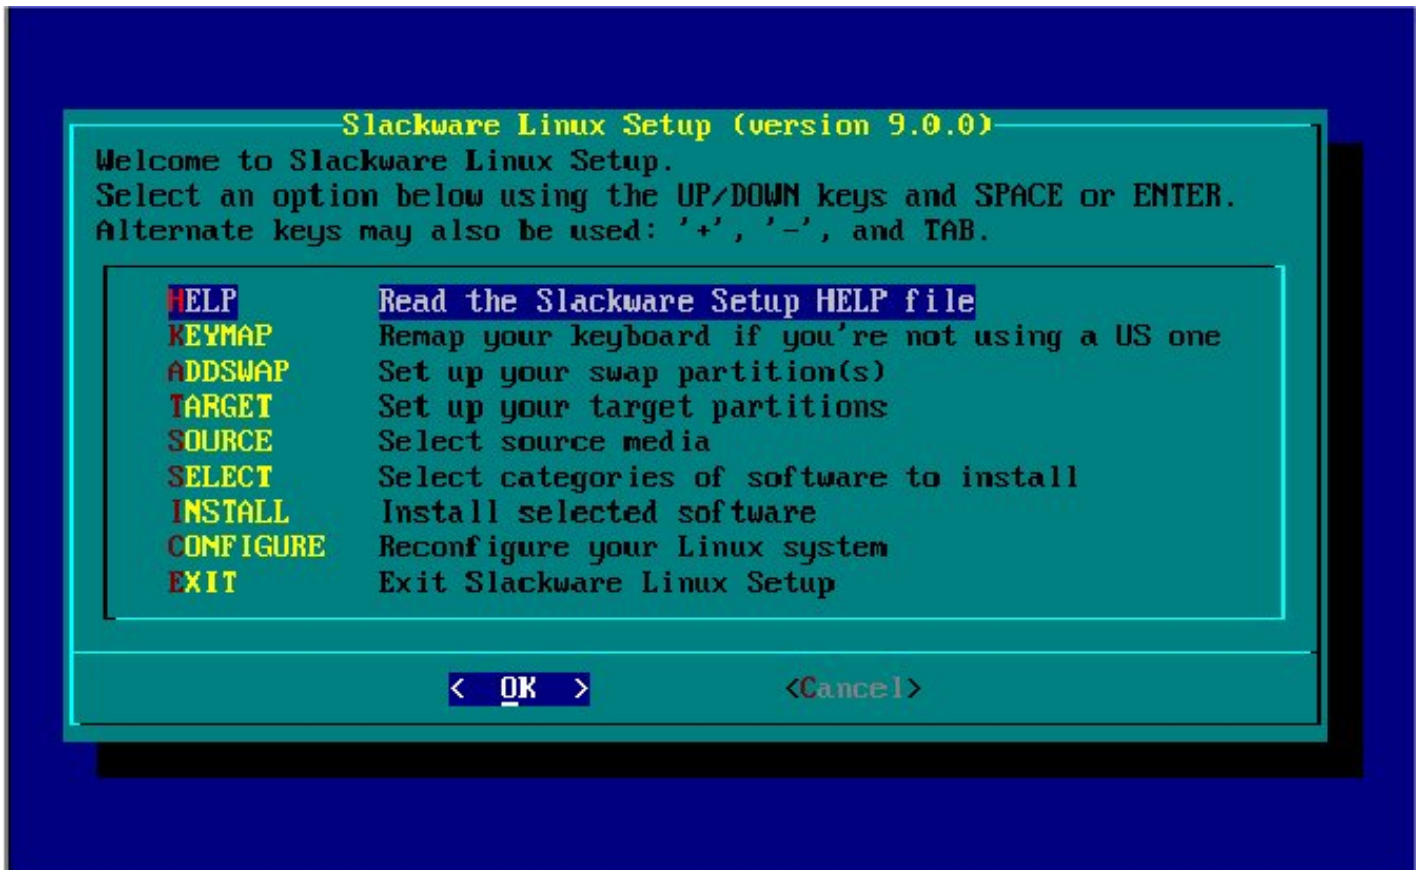 Slackware Linux Setup (version 9.0.0)
Welcome to Slackware Linux Setup.
Select an option below using the UP/DOWN keys and SPACE or ENTER.
Alternate keys may also be used: '+', '-', and TAB.
HELP Read the Slackware Setup HELP file
KEYMAP Remap your keyboard if you're not using a US one
ADDSWAP Set up your swap partition(s)
TARGET Set up your target partitions
SOURCE Select source media
SELECT Select categories of software to install
INSTALL Install selected software
CONFIGURE Reconfigure your Linux system
EXIT Exit Slackware Linux Setup
< OK > <Cancel>